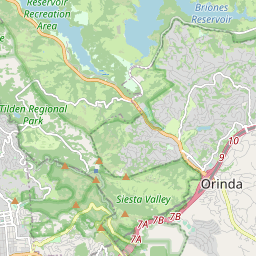 Reservoir
Recreation
Area
Briones
Reservoir
Tilden Regional
Park
10
9
Orinda
Siesta Valley
7A 7B 7B
7A